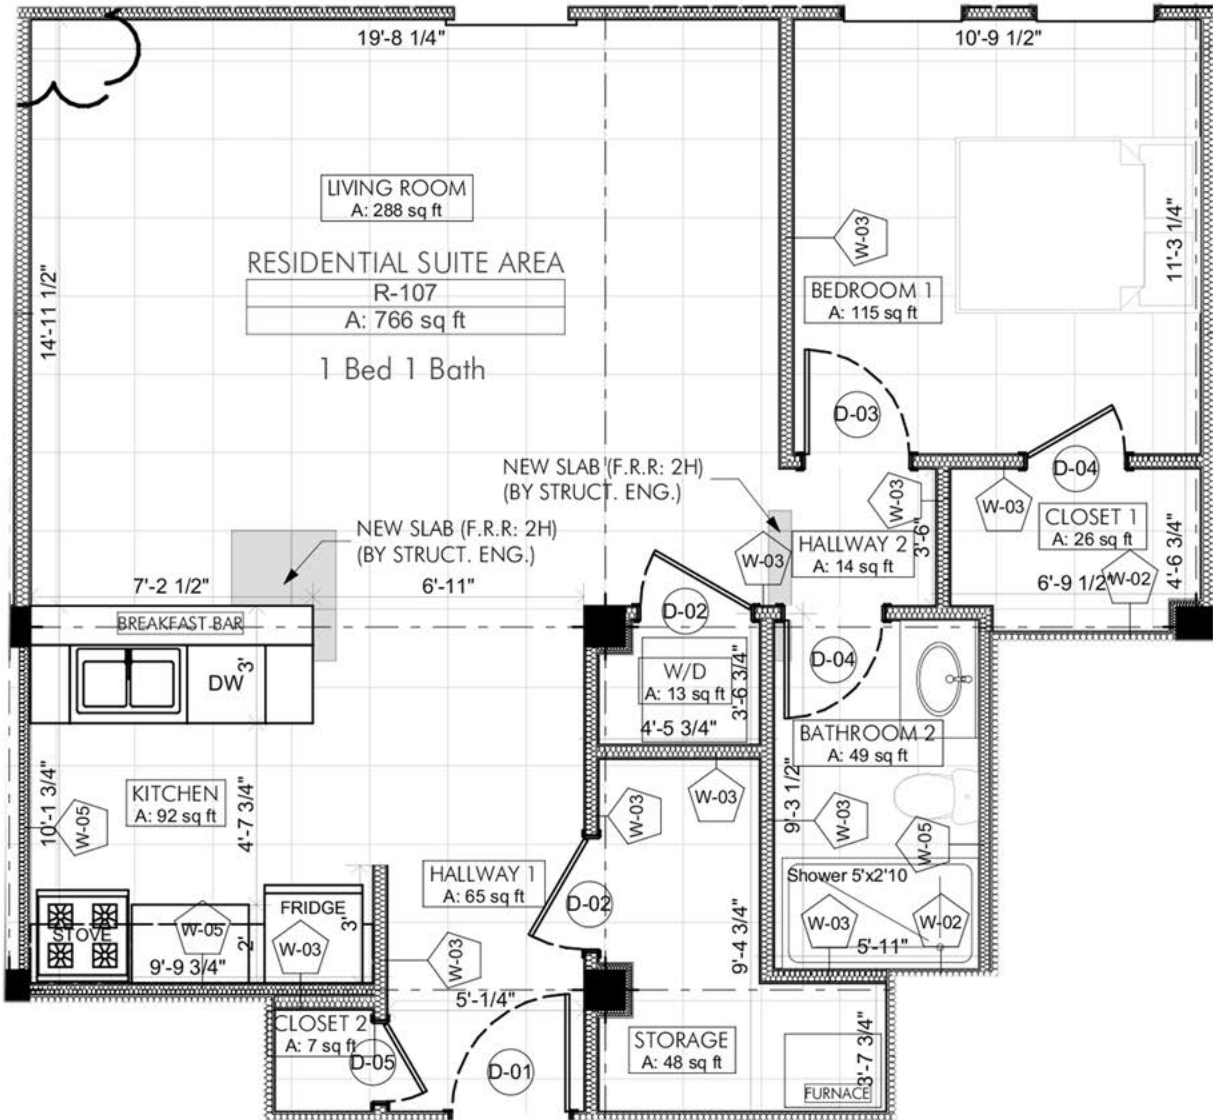 19'-8 1/4"
10'-9 1/2"
LIVING ROOM
A: 288 sq ft
RESIDENTIAL SUITE AREA
R-107
A: 766 sq ft
1 Bed 1 Bath
14'-11 1/2"
W-03
11'-3 1/4"
BEDROOM 1
A: 115 sq ft
D-03
D-04
NEW SLAB (F.R.R: 2H)
(BY STRUCT. ENG.)
W-03
W-03
CLOSET 1
A: 26 sq ft
NEW SLAB (F.R.R: 2H)
(BY STRUCT. ENG.)
W-03
HALLWAY 2
A: 14 sq ft
3'-6"
6'-9 1/2"
W-02
4'-6 3/4"
7'-2 1/2"
6'-11"
BREAKFAST BAR
D-02
D-04
DW
3'
W/D
A: 13 sq ft
3'-6 3/4"
4'-5 3/4"
BATHROOM 2
A: 49 sq ft
KITCHEN
A: 92 sq ft
10'-1 3/4"
W-05
4'-7 3/4"
W-03
W-03
9'-3 1/2"
W-03
W-05
HALLWAY 1
A: 65 sq ft
Shower 5'x2'10
STOVE
W-05
2'
FRIDGE
3'
W-03
D-02
W-03
W-02
9'-9 3/4"
W-03
9'-4 3/4"
5'-11"
5'-1/4"
CLOSET 2
A: 7 sq ft
D-05
D-01
STORAGE
A: 48 sq ft
3'-7 3/4"
FURNACE